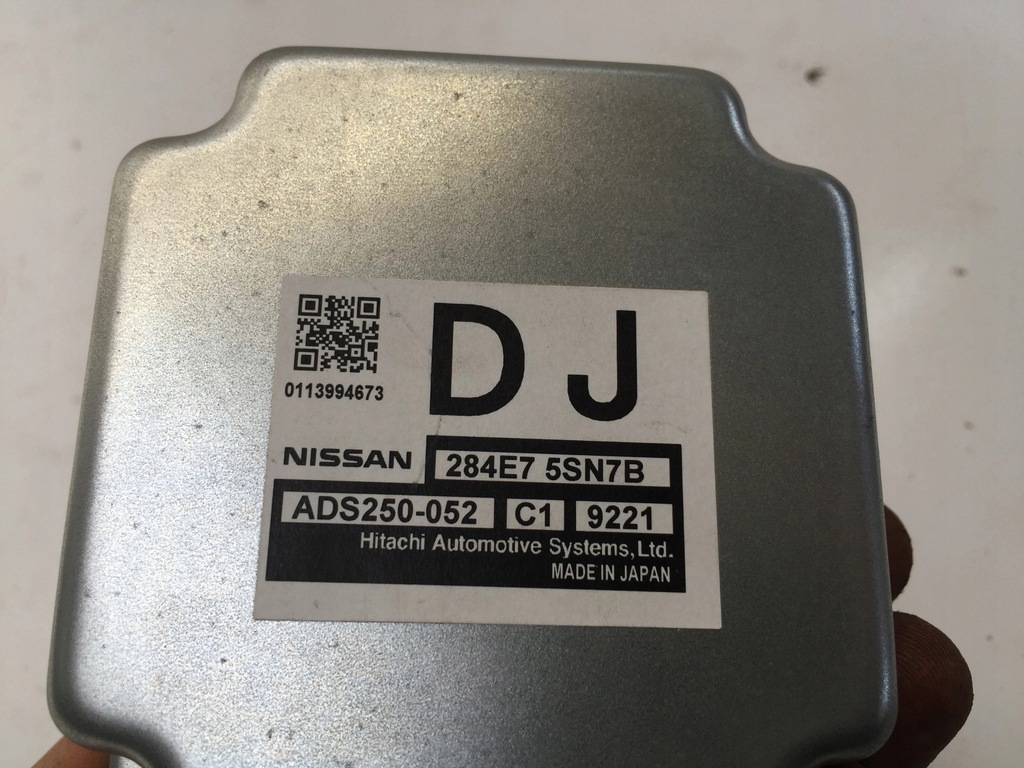 D J
0113994673
NISSAN 284E7 5SN7B
ADS250-052 C1 9221
Hitachi Automotive Systems,Ltd.
MADE IN JAPAN